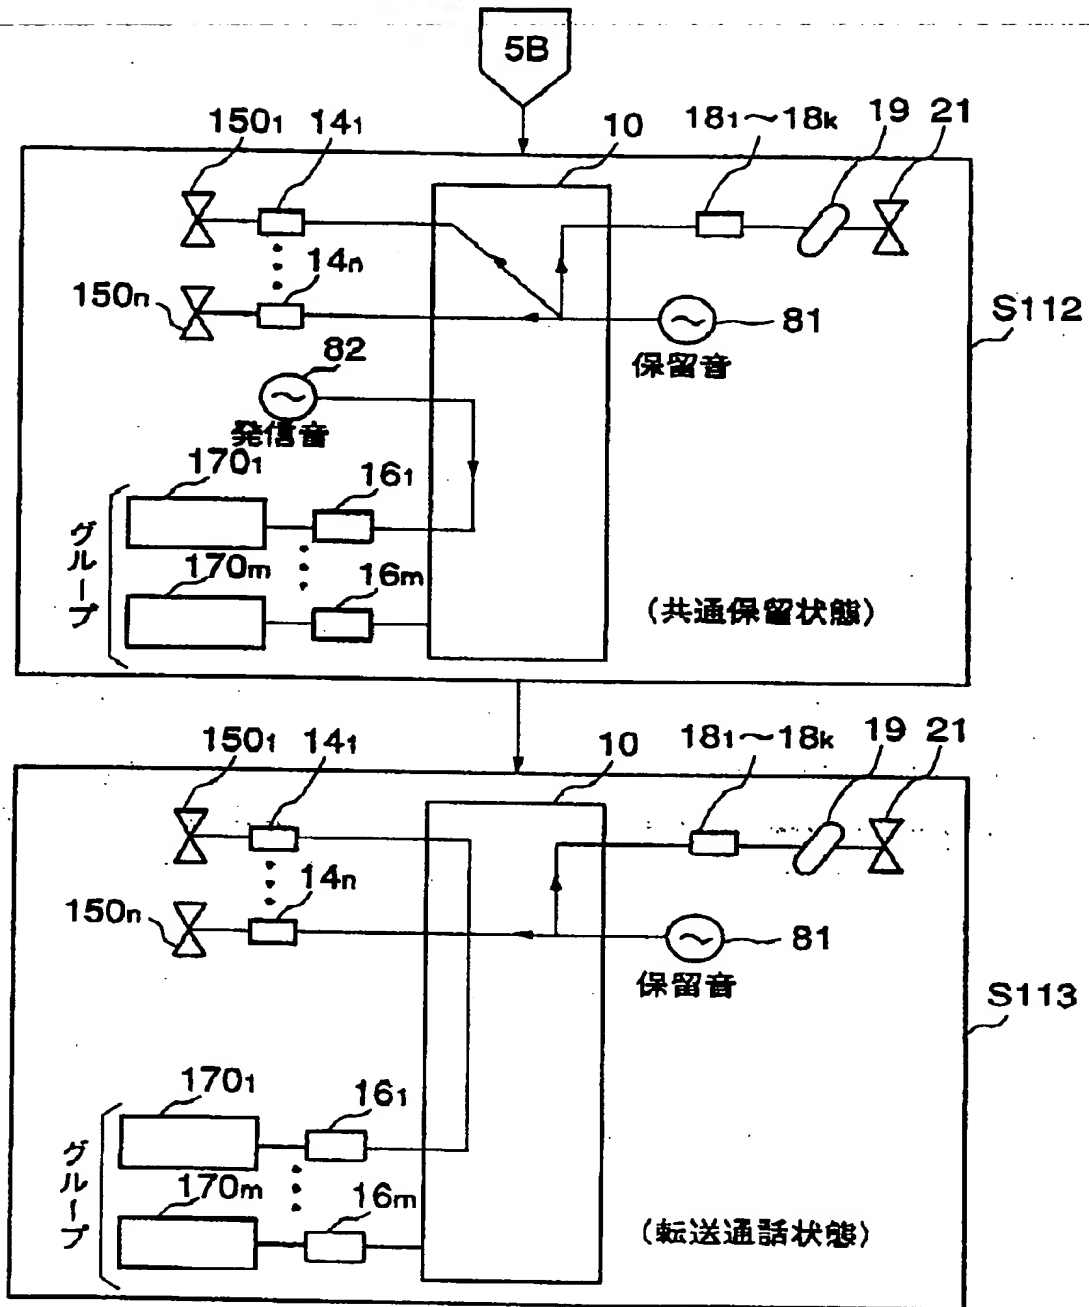 5B
150₁
14₁
10
18₁～18k
19
21
14n
150n
81
保留音
S112
82
発信音
170₁
16₁
グループ
170m
16m
(共通保留状態)
150₁
14₁
10
18₁～18k
19
21
14n
150n
81
保留音
S113
170₁
16₁
グループ
170m
16m
(転送通話状態)